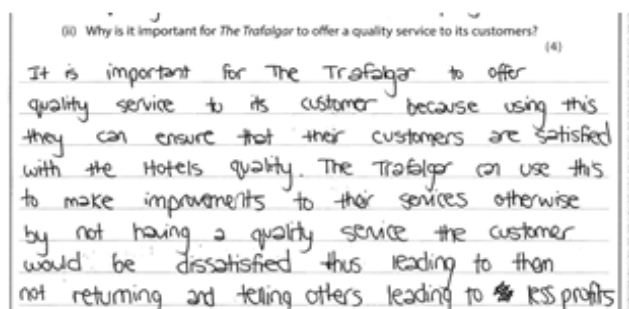 (ii) Why is it important for The Trafalgar to offer a quality service to its customers?
(4)
It is important for The Trafalgar to offer
quality service to its customer because using this
they can ensure that their customers are satisfied
with the Hotels quality. The Trafalgar can use this
to make improvements to their services otherwise
by not having a quality service the customer
would be dissatisfied thus leading to them
not returning and telling others leading to less profits